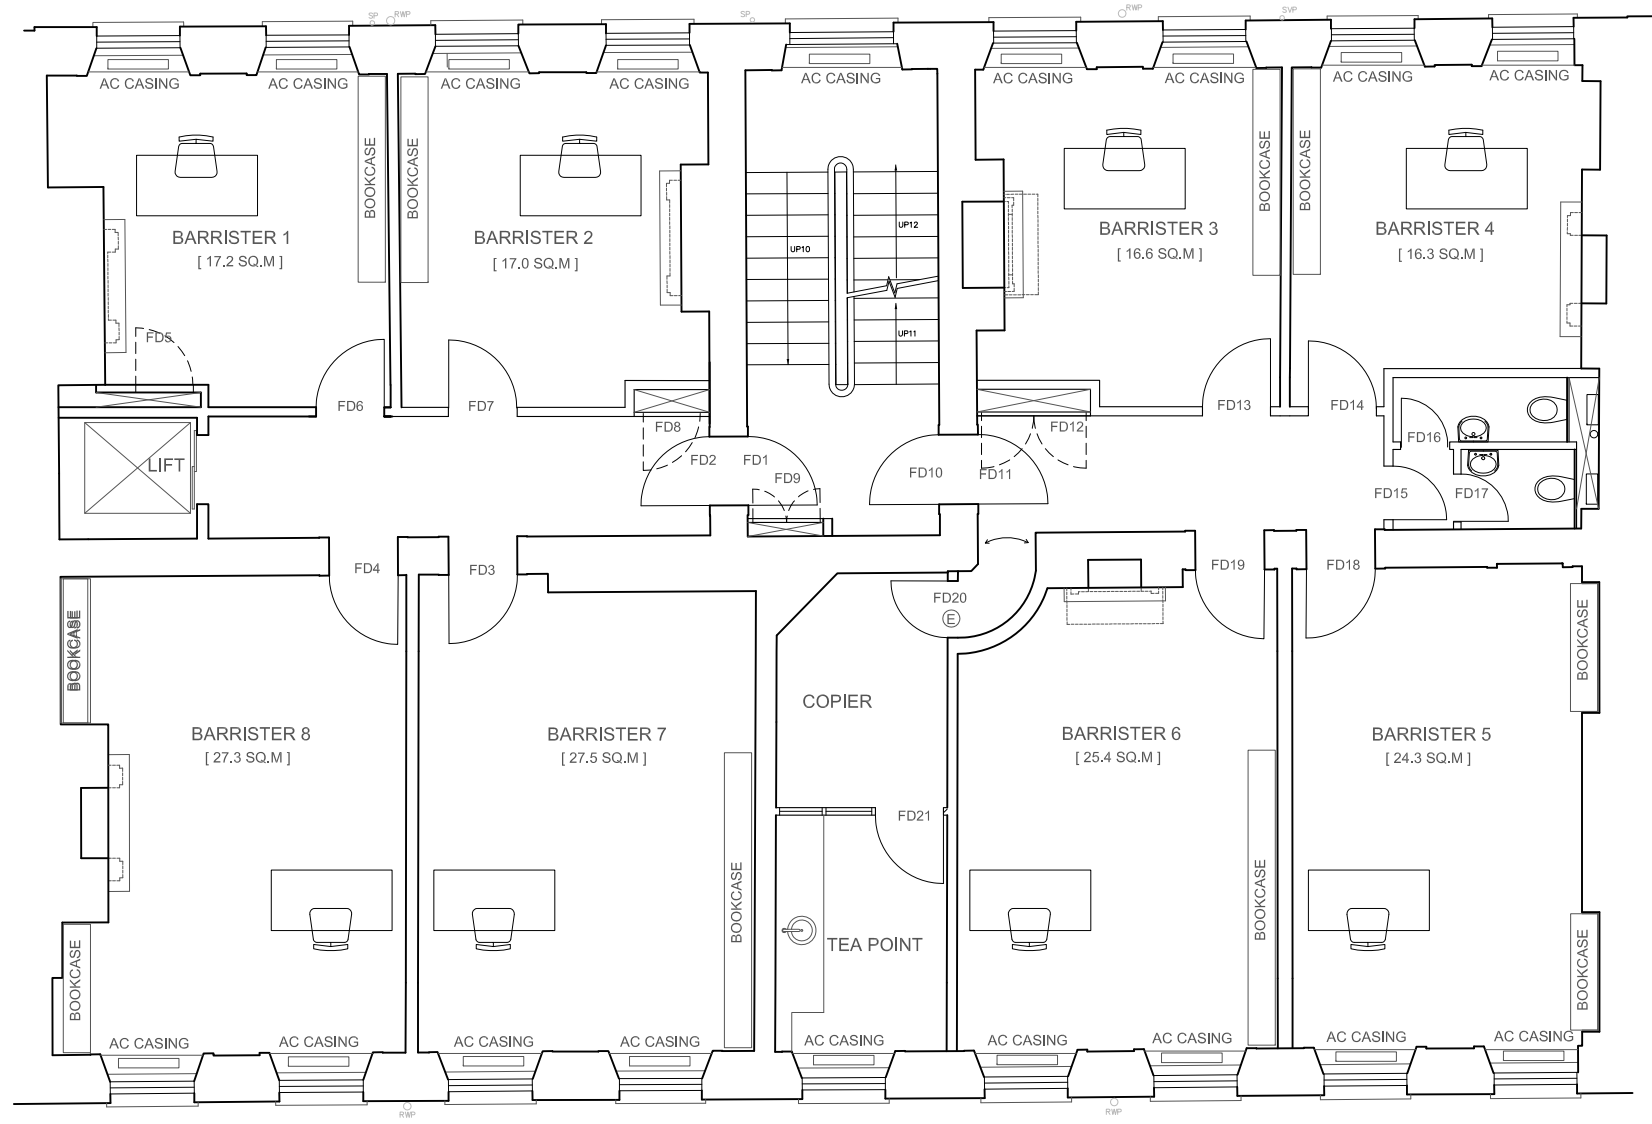 SP
RWP
SP
RWP
SVP
AC CASING
AC CASING
AC CASING
AC CASING
AC CASING
AC CASING
AC CASING
AC CASING
AC CASING
BOOKCASE
BOOKCASE
BOOKCASE
BOOKCASE
BARRISTER 1
[ 17.2 SQ.M ]
BARRISTER 2
[ 17.0 SQ.M ]
UP10
UP12
UP11
BARRISTER 3
[ 16.6 SQ.M ]
BARRISTER 4
[ 16.3 SQ.M ]
FD5
FD6
FD7
FD8
FD2
FD1
FD9
FD10
FD11
FD12
FD13
FD14
FD16
FD15
FD17
LIFT
FD4
FD3
FD20
E
FD19
FD18
BOOKCASE
BOOKCASE
COPIER
BARRISTER 8
[ 27.3 SQ.M ]
BARRISTER 7
[ 27.5 SQ.M ]
BARRISTER 6
[ 25.4 SQ.M ]
BARRISTER 5
[ 24.3 SQ.M ]
FD21
BOOKCASE
BOOKCASE
BOOKCASE
BOOKCASE
TEA POINT
AC CASING
AC CASING
AC CASING
AC CASING
AC CASING
AC CASING
AC CASING
AC CASING
AC CASING
RWP
RWP